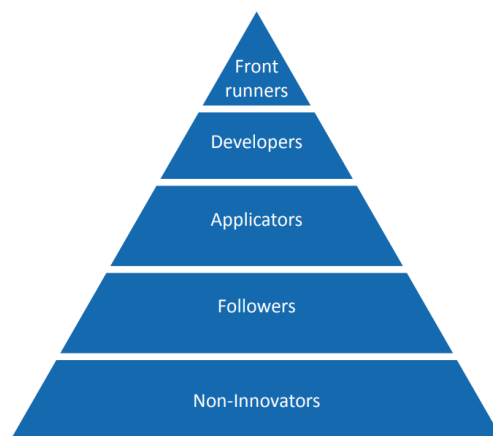 Front
runners
Developers
Applicators
Followers
Non-Innovators